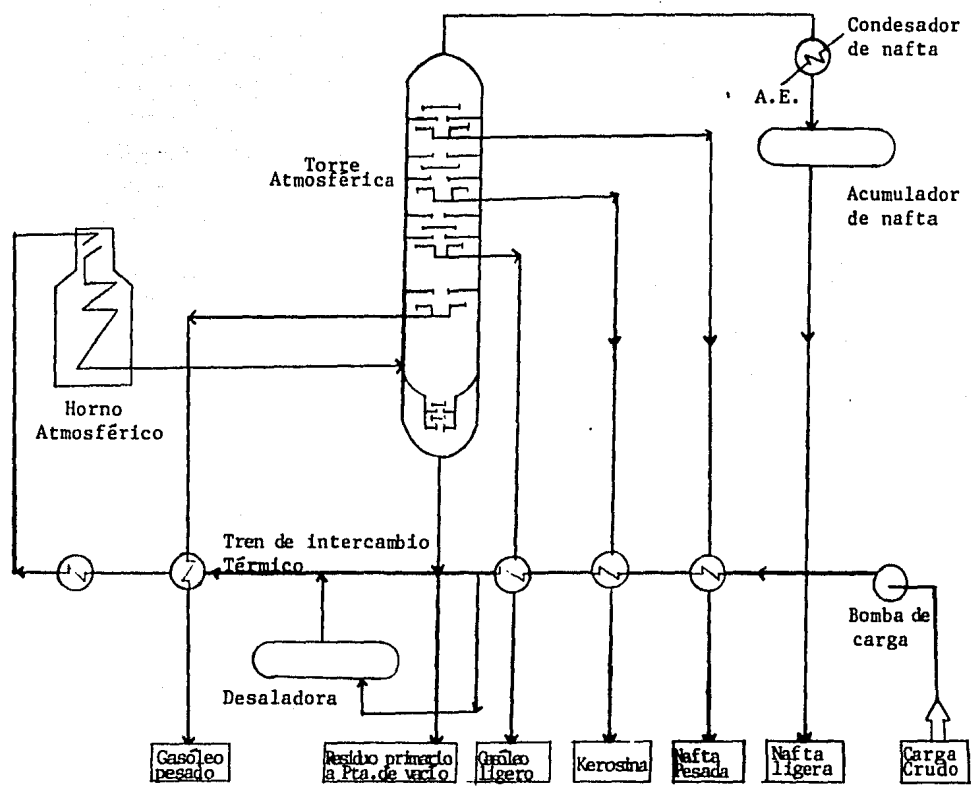 Condesador
de nafta
A.E.
Torre
Atmosférica
Acumulador
de nafta
Horno
Atmosférico
Tren de intercambio
Térmico
Bomba de
carga
Desaladora
Gasóleo
pesado
Residuo primario
a Pta.de vacío
Gasóleo
ligero
Kerosina
Nafta
Pesada
Nafta
ligera
Carga
Crudo